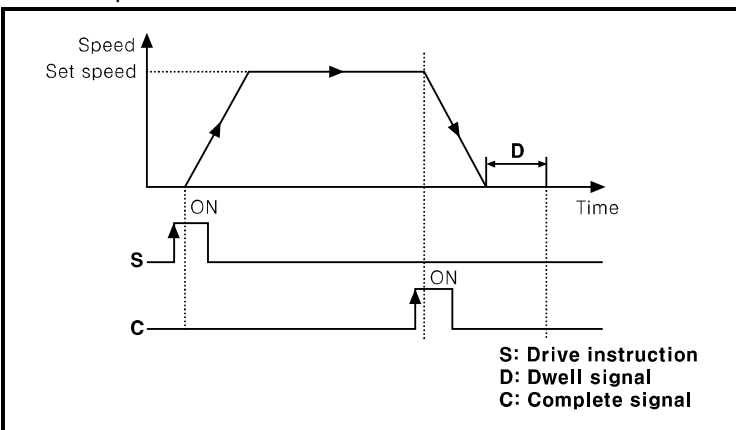 Speed
Set speed
D
Time
ON
S
ON
C
S: Drive instruction
D: Dwell signal
C: Complete signal